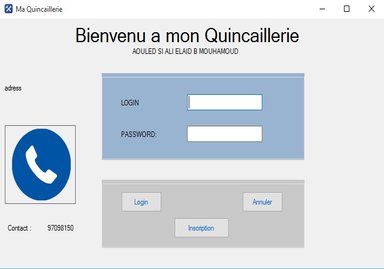 Ma Quincaillerie
Bienvenu a mon Quincaillerie
AOULED SI ALI ELAID B MOUHAMOUD
adress
LOGIN
PASSWORD:
Login
Annuler
Inscription
Contact : 97098150